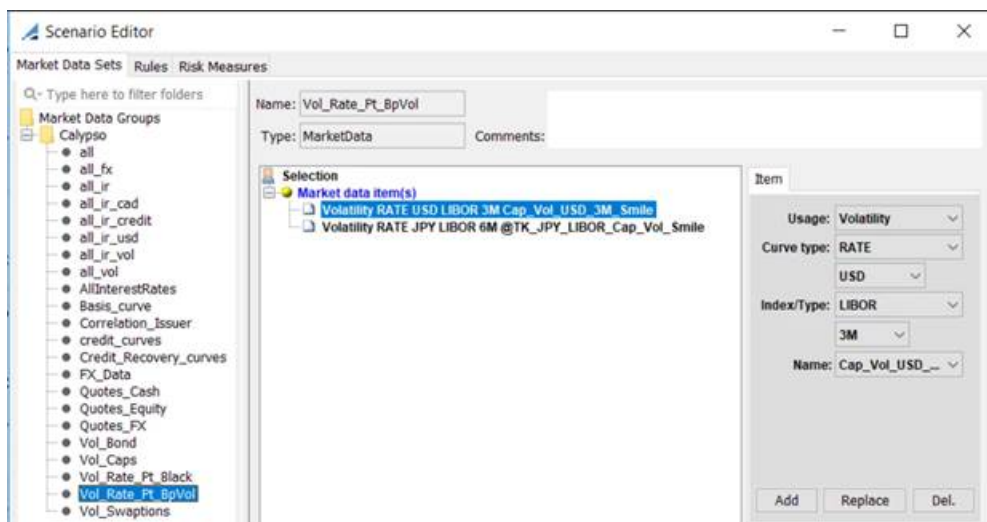 Scenario Editor
Market Data Sets Rules Risk Measures
Type here to filter folders
Market Data Groups
Calypso
all
all_fx
all_ir
all_ir_cad
all_ir_credit
all_ir_usd
all_ir_vol
all_vol
AllInterestRates
Basis_curve
Correlation_Issuer
credit_curves
Credit_Recovery_curves
FX_Data
Quotes_Cash
Quotes_Equity
Quotes_FX
Vol_Bond
Vol_Caps
Vol_Rate_Pt_Black
Vol_Rate_Pt_BpVol
Vol_Swaptions
Name: Vol_Rate_Pt_BpVol
Type: MarketData Comments:
Selection
Market data item(s)
Volatility RATE USD LIBOR 3M Cap_Vol_USD_3M_Smile
Volatility RATE JPY LIBOR 6M @TK_JPY_LIBOR_Cap_Vol_Smile
Item
Usage: Volatility
Curve type: RATE
USD
Index/Type: LIBOR
3M
Name: Cap_Vol_USD_...
Add Replace Del.